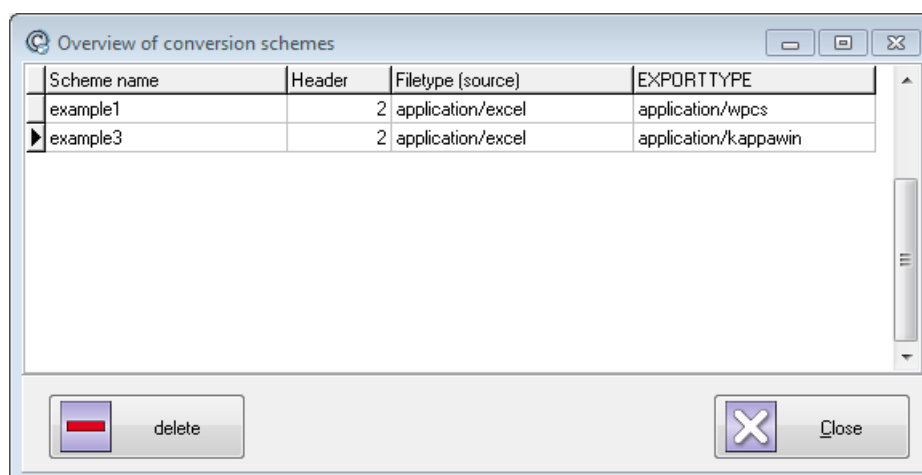 Overview of conversion schemes
Scheme name Header Filetype (source) EXPORTTYPE
example1 2 application/excel application/wpcs
example3 2 application/excel application/kappawin
delete Close